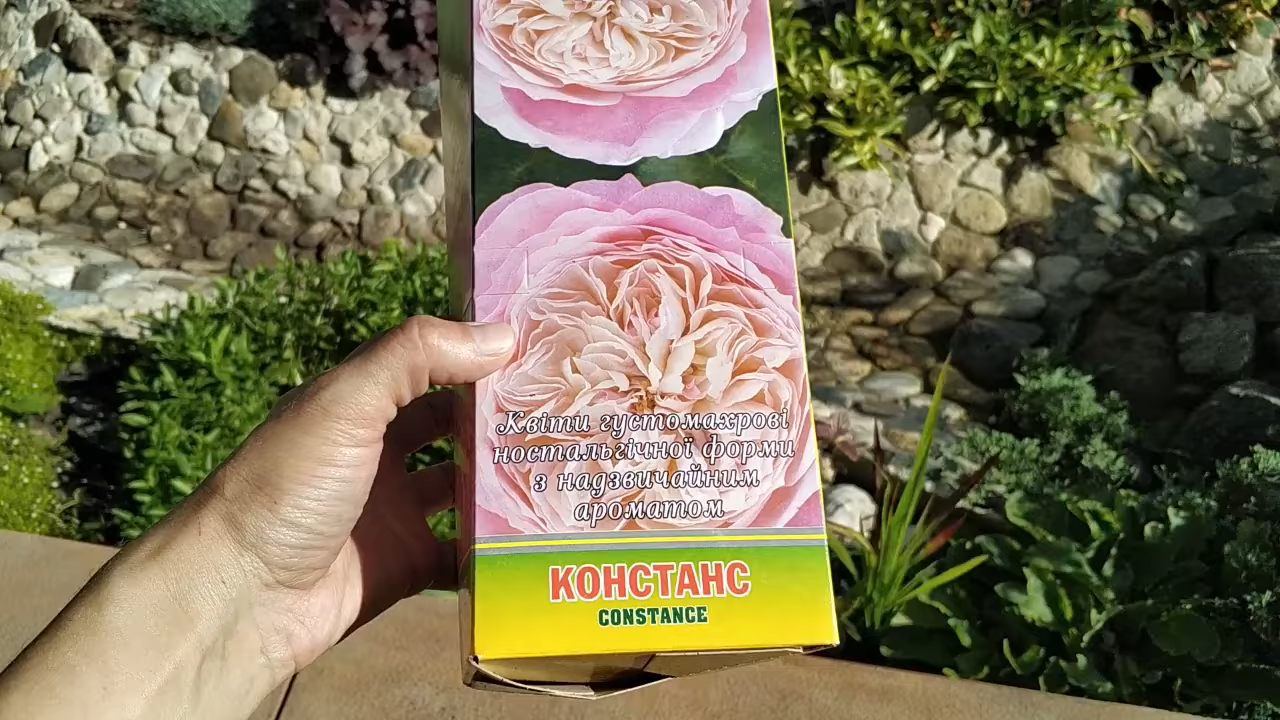 Квіти густомахрові
ностальгічної форми
з надзвичайним
ароматом
КОНСТАНС
CONSTANCE